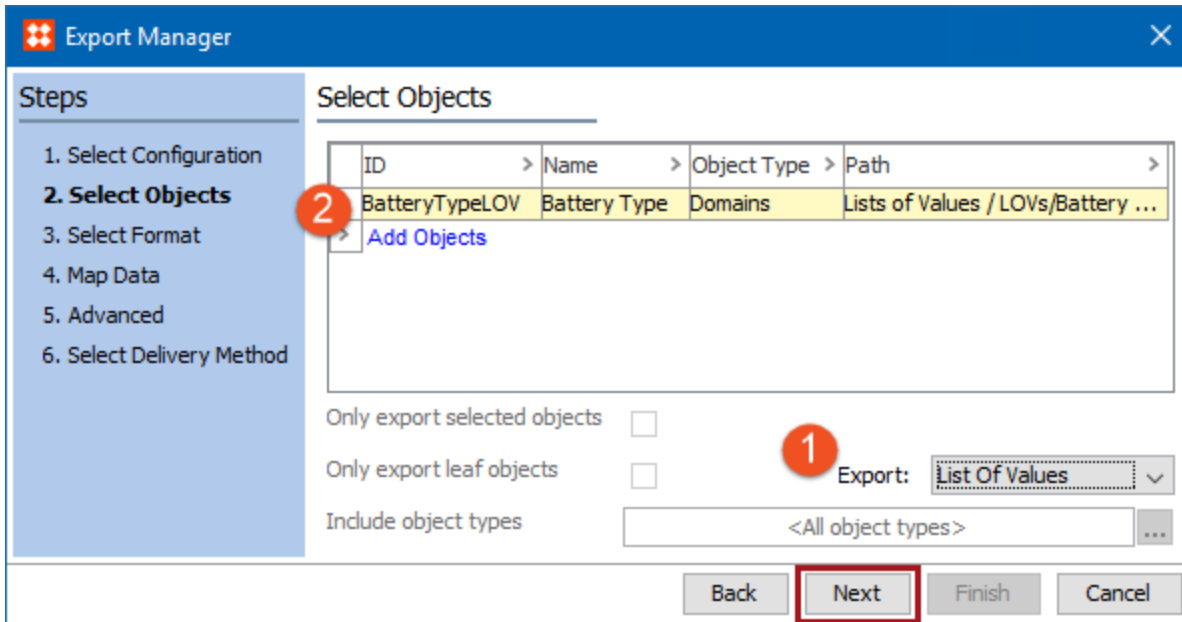 Export Manager
Steps
1. Select Configuration
2. Select Objects
3. Select Format
4. Map Data
5. Advanced
6. Select Delivery Method
Select Objects
ID > Name > Object Type > Path >
2
BatteryTypeLOV Battery Type Domains Lists of Values / LOVs/Battery ...
> Add Objects
Only export selected objects
1
Only export leaf objects
Export: List Of Values
Include object types <All object types> ...
Back Next Finish Cancel